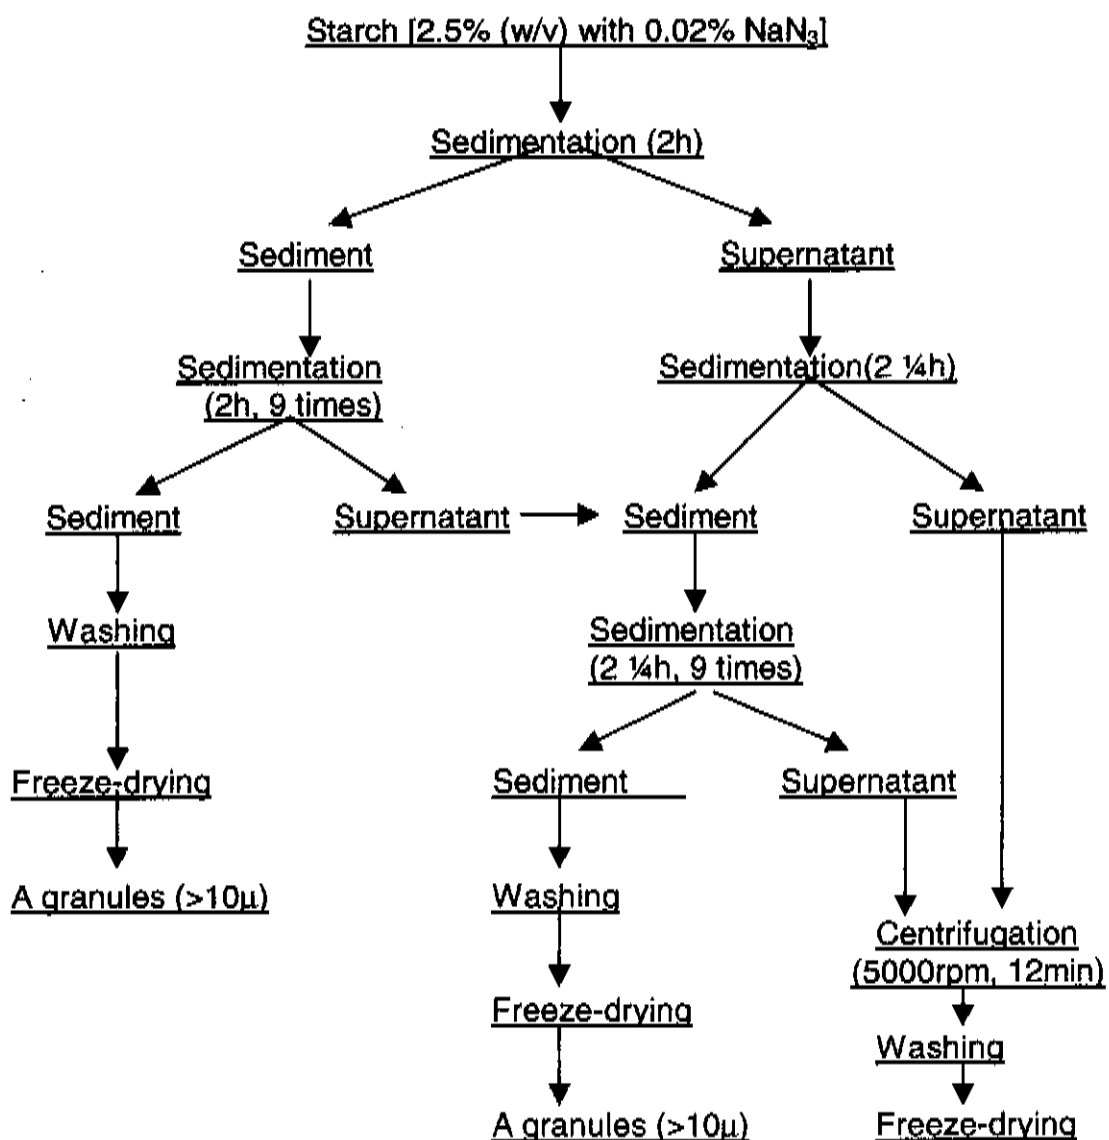 Starch [2.5% (w/v) with 0.02% NaN₃]
Sedimentation (2h)
Sediment
Supernatant
Sedimentation
(2h, 9 times)
Sedimentation(2 ¼h)
Sediment
Supernatant
Sediment
Supernatant
Washing
Sedimentation
(2 ¼h, 9 times)
Freeze-drying
Sediment
Supernatant
A granules (>10µ)
Washing
Centrifugation
(5000rpm, 12min)
Freeze-drying
Washing
A granules (>10µ)
Freeze-drying